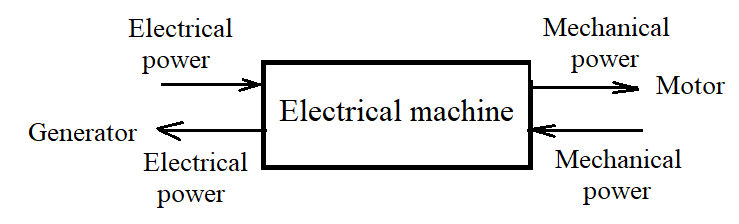 Electrical
power
Mechanical
power
Motor
Electrical machine
Generator
Electrical
power
Mechanical
power